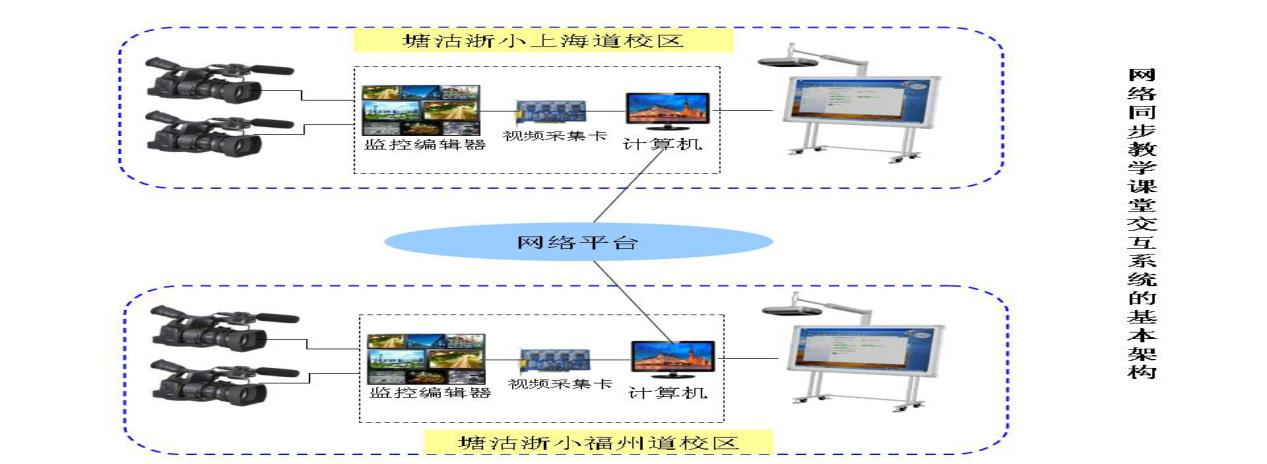 塘沽浙小上海道校区
监控编辑器
视频采集卡
计算机
网络平台
监控编辑器
视频采集卡
计算机
塘沽浙小福州道校区
网络同步教学课堂交互系统的基本架构